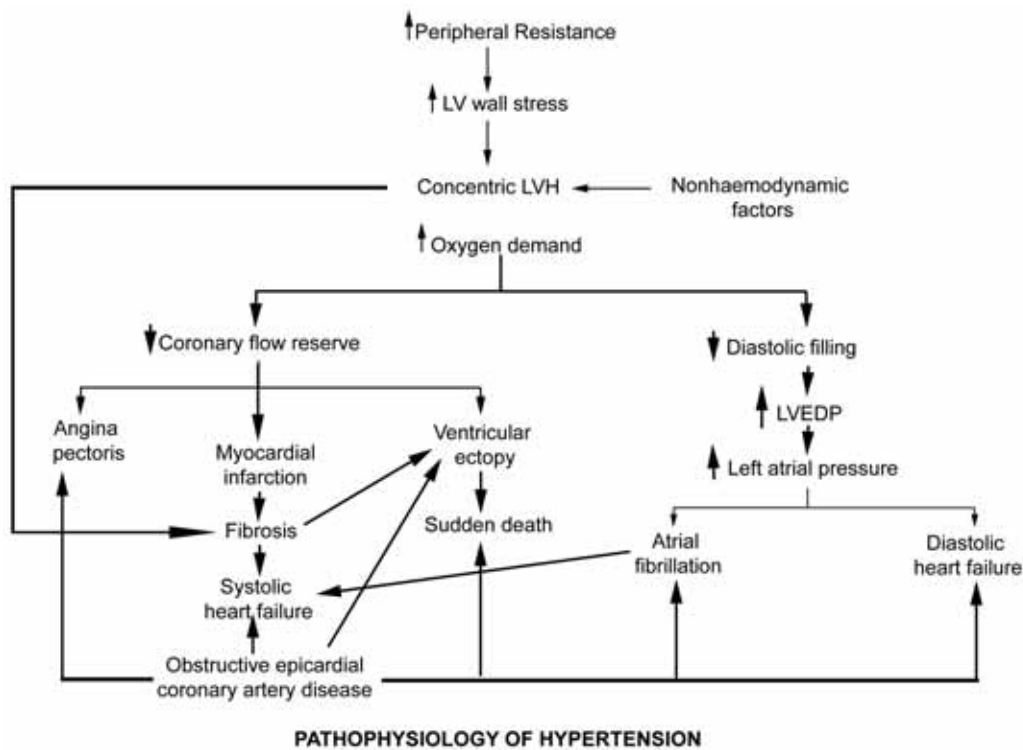 Peripheral Resistance
LV wall stress
Concentric LVH
Nonhaemodynamic
factors
Oxygen demand
Coronary flow reserve
Diastolic filling
Angina
pectoris
Myocardial
infarction
Ventricular
ectopy
LVEDP
Left atrial pressure
Fibrosis
Sudden death
Atrial
fibrillation
Diastolic
heart failure
Systolic
heart failure
Obstructive epicardial
coronary artery disease
PATHOPHYSIOLOGY OF HYPERTENSION